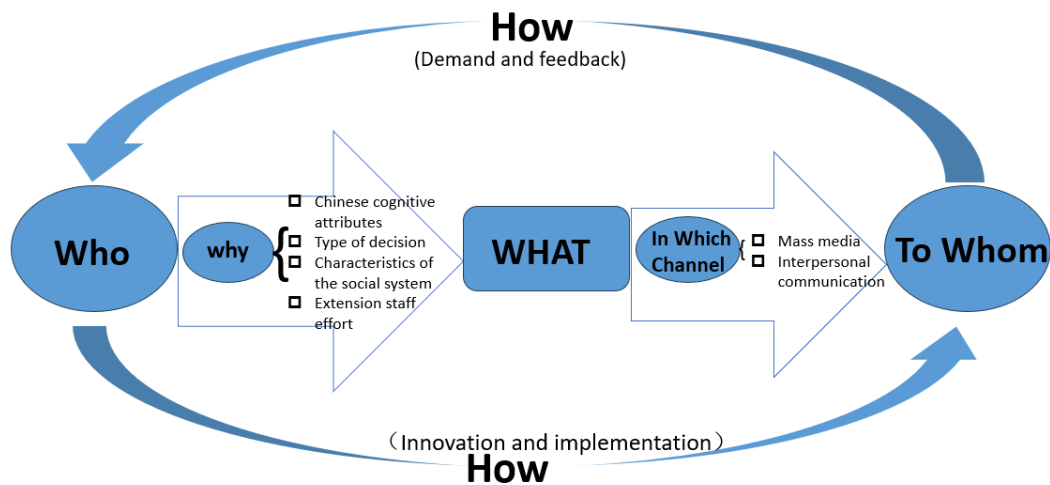 How
(Demand and feedback)
Who
why
{
Chinese cognitive
attributes
Type of decision
Characteristics of
the social system
Extension staff
effort
WHAT
In Which
Channel
{
Mass media
Interpersonal
communication
To Whom
（Innovation and implementation）
How